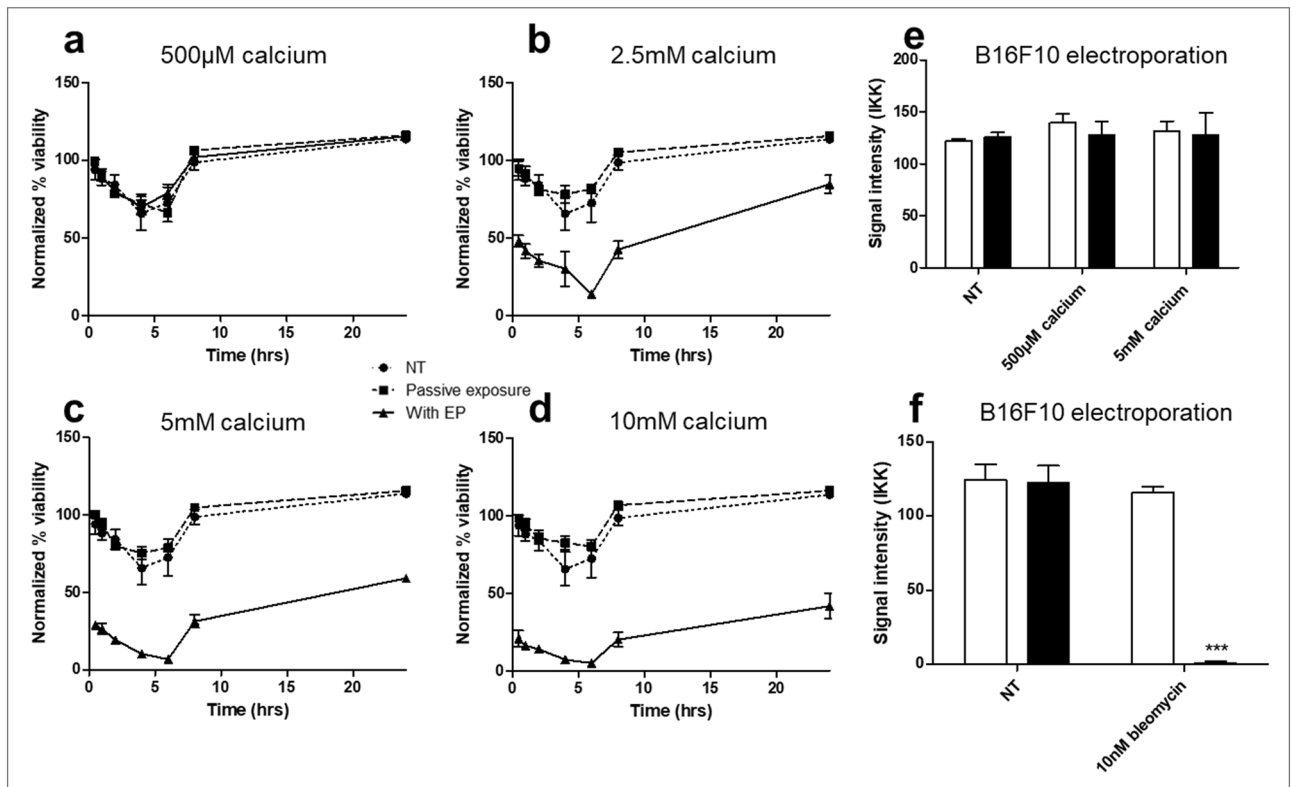 a
500µM calcium
150
100
50
0
Normalized % viability
0 5 10 15 20
Time (hrs)
b
2.5mM calcium
150
100
50
0
Normalized % viability
0 5 10 15 20
Time (hrs)
NT
Passive exposure
With EP
c
5mM calcium
150
100
50
0
Normalized % viability
0 5 10 15 20
Time (hrs)
d
10mM calcium
150
100
50
0
Normalized % viability
0 5 10 15 20
Time (hrs)
e
B16F10 electroporation
200
150
100
50
0
Signal intensity (IKK)
NT
500µM calcium
5mM calcium
f
B16F10 electroporation
150
100
50
0
Signal intensity (IKK)
***
NT
10nM bleomycin